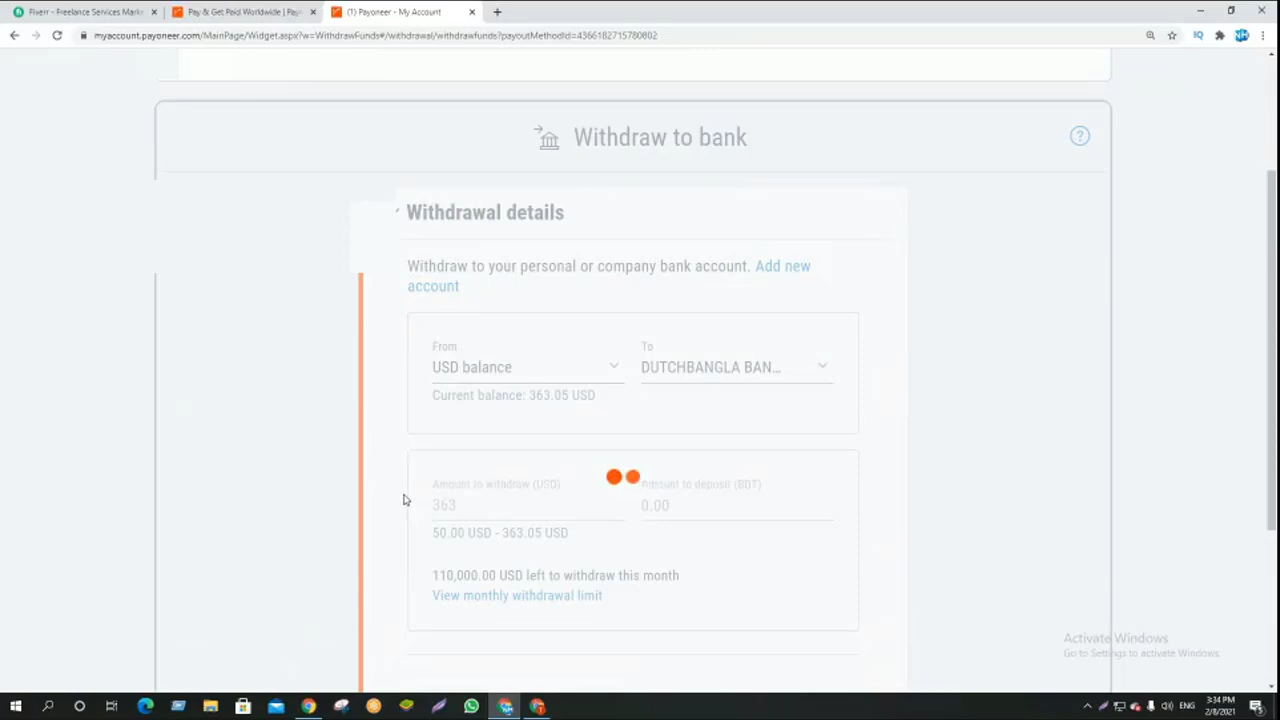 Fiverr - Freelance Services Mark
Pay & Get Paid Worldwide | Payo
(1) Payoneer - My Account
myaccount.payoneer.com/MainPage/Widget.aspx?w=WithdrawFunds#/withdrawal/withdrawfunds?payoutMethodId=4366182715780802
Withdraw to bank
?
Withdrawal details
Withdraw to your personal or company bank account. Add new
account
From
To
USD balance
DUTCHBANGLA BAN...
Current balance: 363.05 USD
Amount to withdraw (USD)
Amount to deposit (BDT)
363
0.00
50.00 USD - 363.05 USD
110,000.00 USD left to withdraw this month
View monthly withdrawal limit
Activate Windows
Go to Settings to activate Windows.
ENG
3:34 PM
2/8/2021